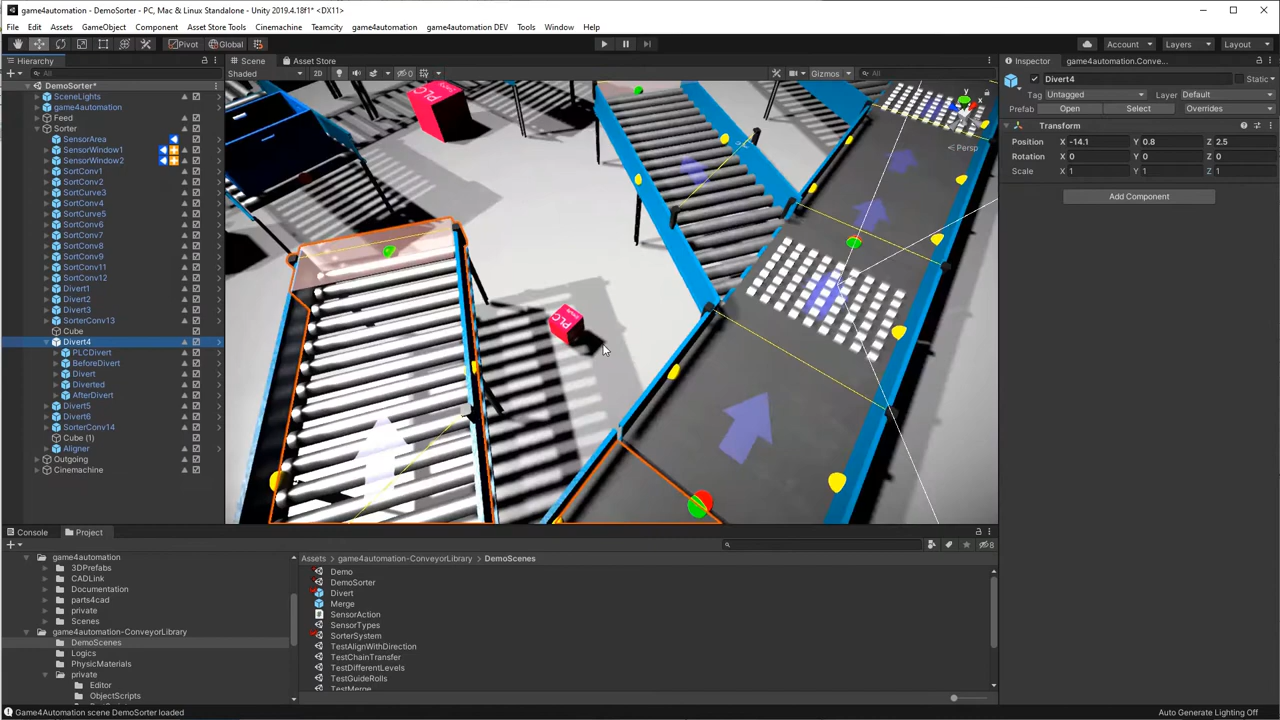 game4automation - DemoSorter - PC, Mac & Linux Standalone - Unity 2019.4.18f1* <DX11>
File Edit Assets GameObject Component Asset Store Tools Cinemachine Teamcity game4automation game4automation DEV Tools Window Help
Pivot Global Account Layers Layout
Hierarchy Scene Asset Store Inspector game4automation.Conve...
All Shaded 2D 0 Gizmos All Divert4 Static
DemoSorter*
SceneLights
game4automation
Feed
Sorter
SensorArea
SensorWindow1
SensorWindow2
SortConv1
SortConv2
SortCurve3
SortConv4
SortCurve5
SortConv6
SortConv7
SortConv8
SortConv9
SortConv11
SortConv12
Divert1
Divert2
Divert3
SorterConv13
Cube
Divert4
PLCDivert
BeforeDivert
Divert
Diverted
AfterDivert
Divert5
Divert6
SorterConv14
Cube (1)
Aligner
Outgoing
Cinemachine
PLC
PLC
y
x
Persp
Tag Untagged Layer Default
Prefab Open Select Overrides
Transform
Position X -14.1 Y 0.8 Z 2.5
Rotation X 0 Y 0 Z 0
Scale X 1 Y 1 Z 1
Add Component
Console Project
8
game4automation
3DPrefabs
CADLink
Documentation
parts4cad
private
Scenes
game4automation-ConveyorLibrary
DemoScenes
Logics
PhysicMaterials
private
Editor
ObjectScripts
Assets game4automation-ConveyorLibrary DemoScenes
Demo
DemoSorter
Divert
Merge
SensorAction
SensorTypes
SorterSystem
TestAlignWithDirection
TestChainTransfer
TestDifferentLevels
TestGuideRolls
TestMerge
Game4Automation scene DemoSorter loaded
Auto Generate Lighting Off